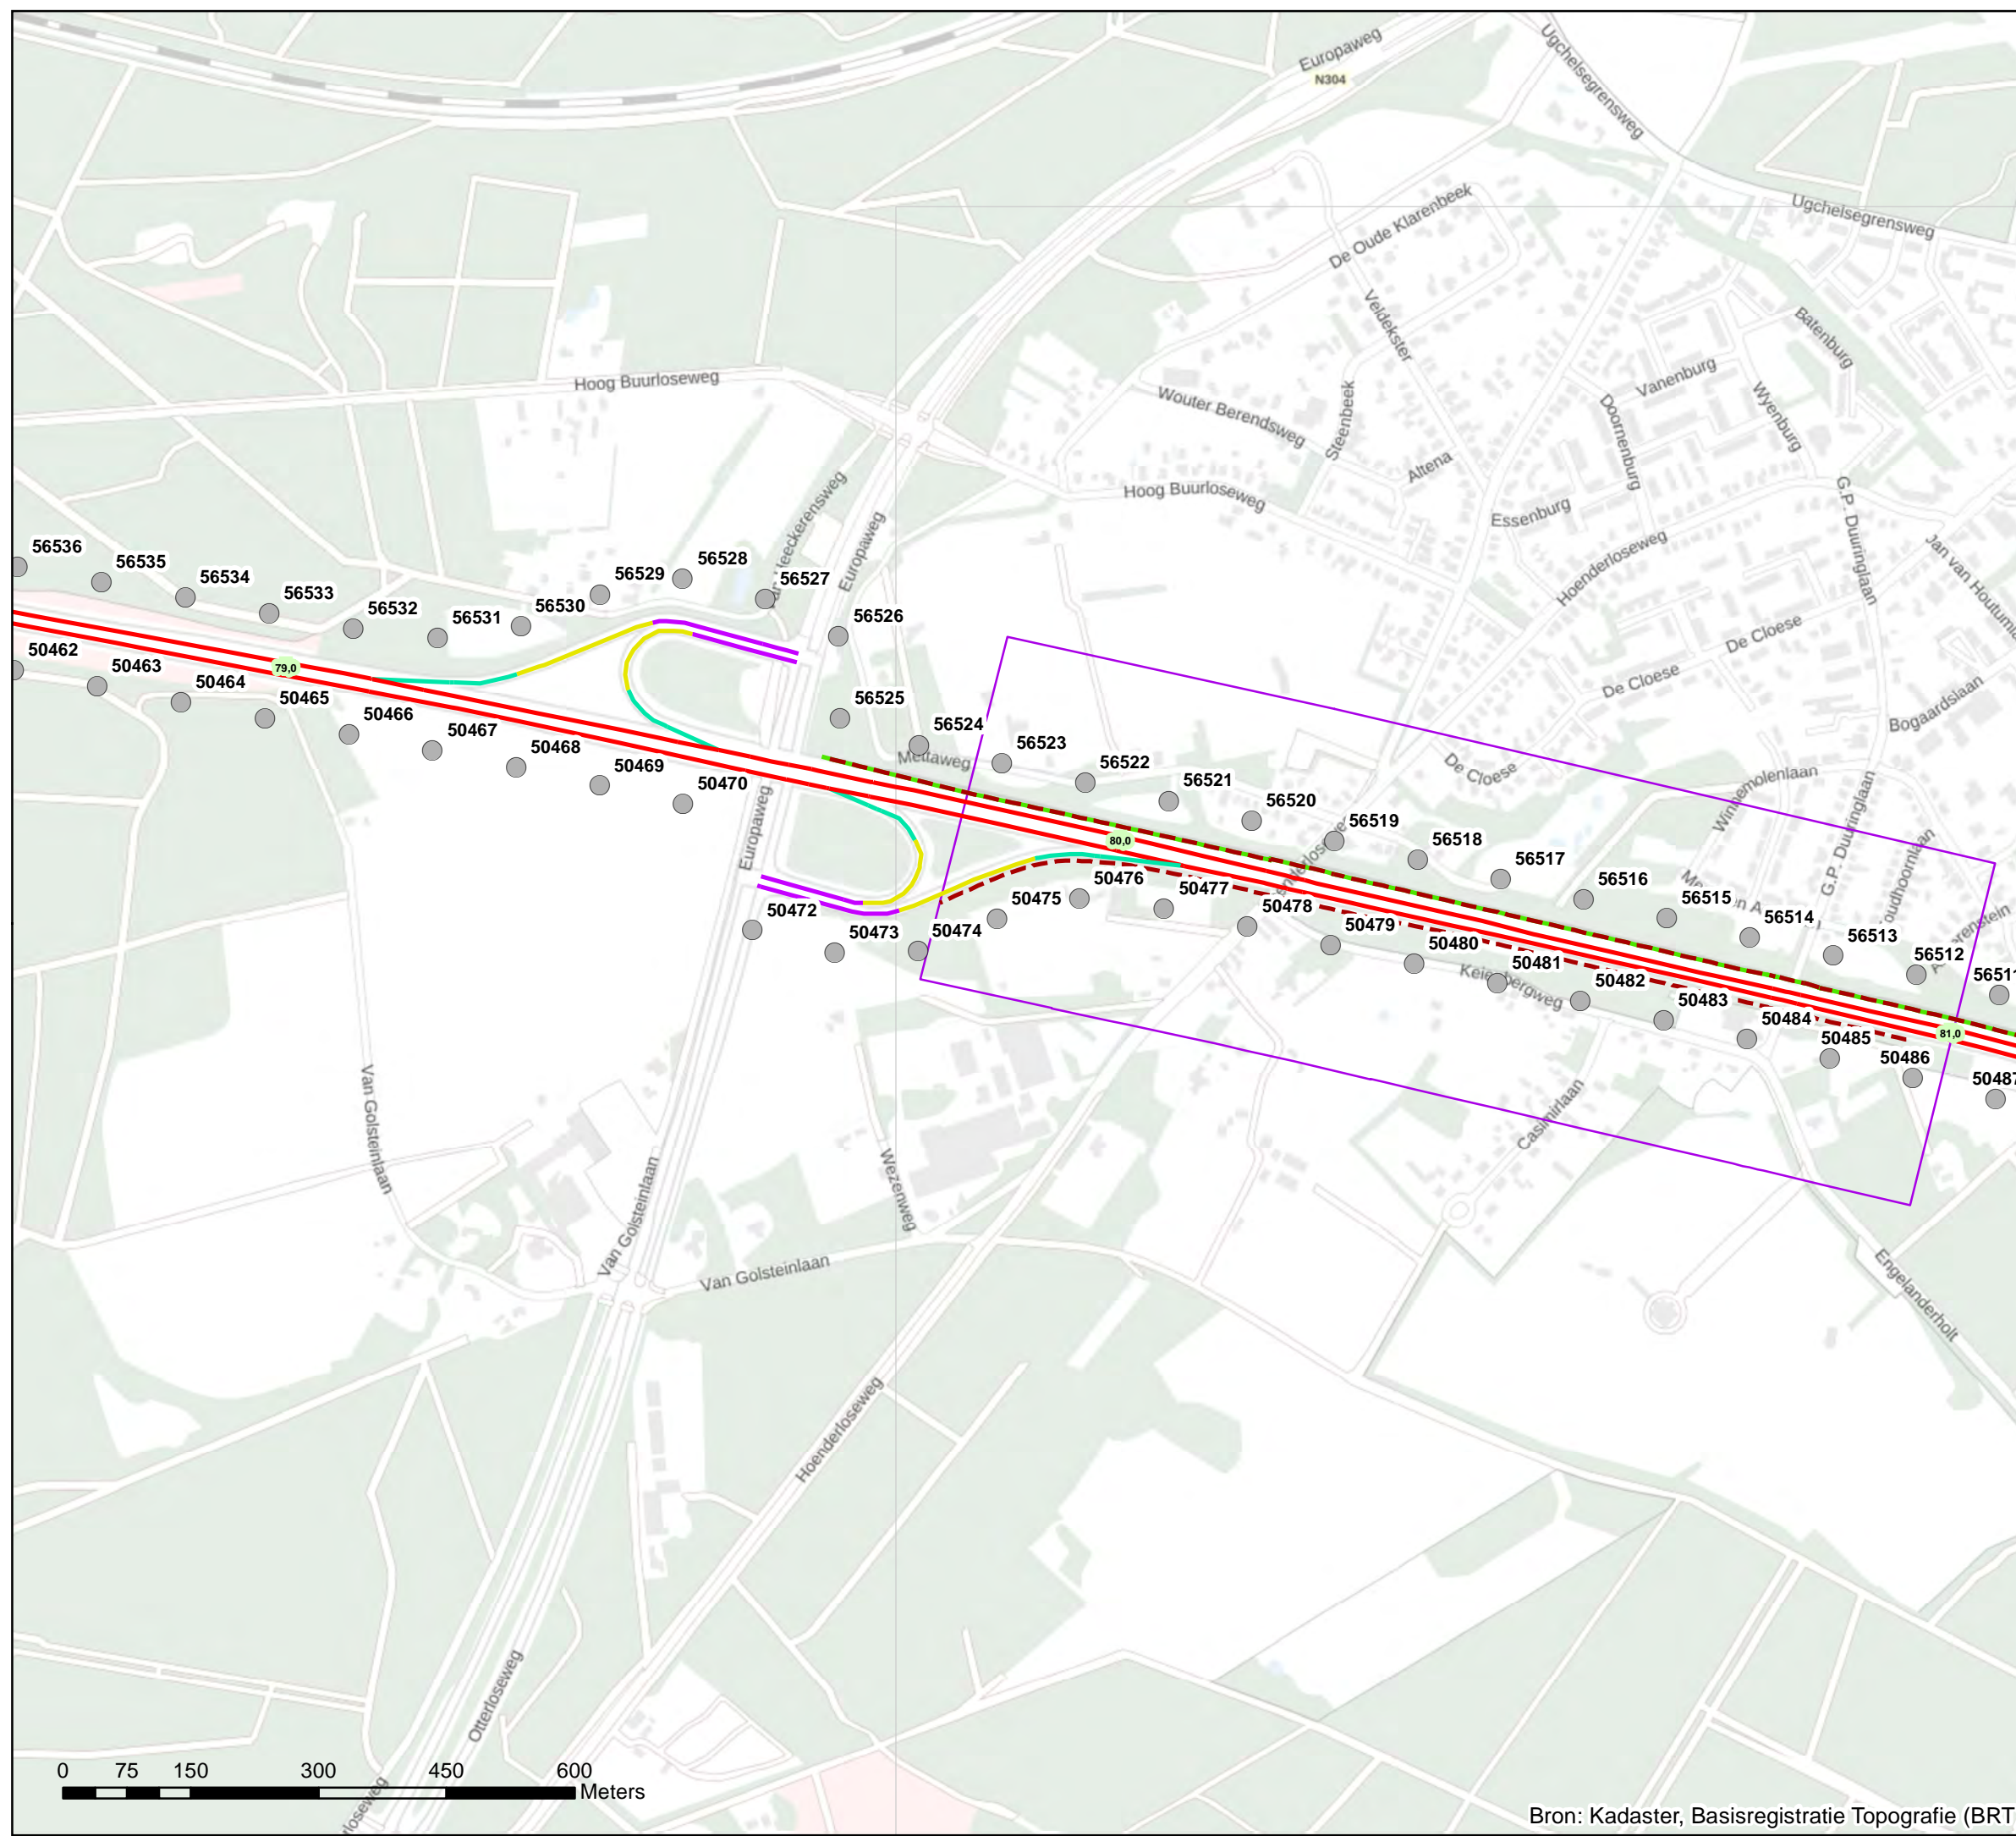 Europaweg
N304
Ugchelsegrensweg
Ugchelsegrensweg
De Oude Klarenbeek
Veldekster
Batenburg
Vanenburg
Wyenburg
Doornenburg
Hoog Buurloseweg
Wouter Berendsweg
Steenbeek
Altena
Hoog Buurloseweg
Essenburg
G.P. Duuringlaan
Europaweg
Hoenderloseweg
De Cloese
De Cloese
Bogaardslaan
De Cloese
Winnemolenlaan
G.P. Duuringlaan
Mettaweg
56536
56535
56534
56533
56532
56531
56530
56529
56528
56527
56526
56525
56524
56523
56522
56521
56520
56519
56518
56517
56516
56515
56514
56513
56512
50462
50463
50464
50465
50466
50467
50468
50469
50470
50472
50473
50474
50475
50476
50477
50478
50479
50480
50481
50482
50483
50484
50485
50486
79,0
80,0
81,0
Europaweg
Casimirlaan
Van Golsteinlaan
Wezenweg
Van Golsteinlaan
Van Golsteinlaan
Engelanderholt
Hoenderloseweg
Otterloseweg
0 75 150 300 450 600
Meters
Bron: Kadaster, Basisregistratie Topografie (BRT